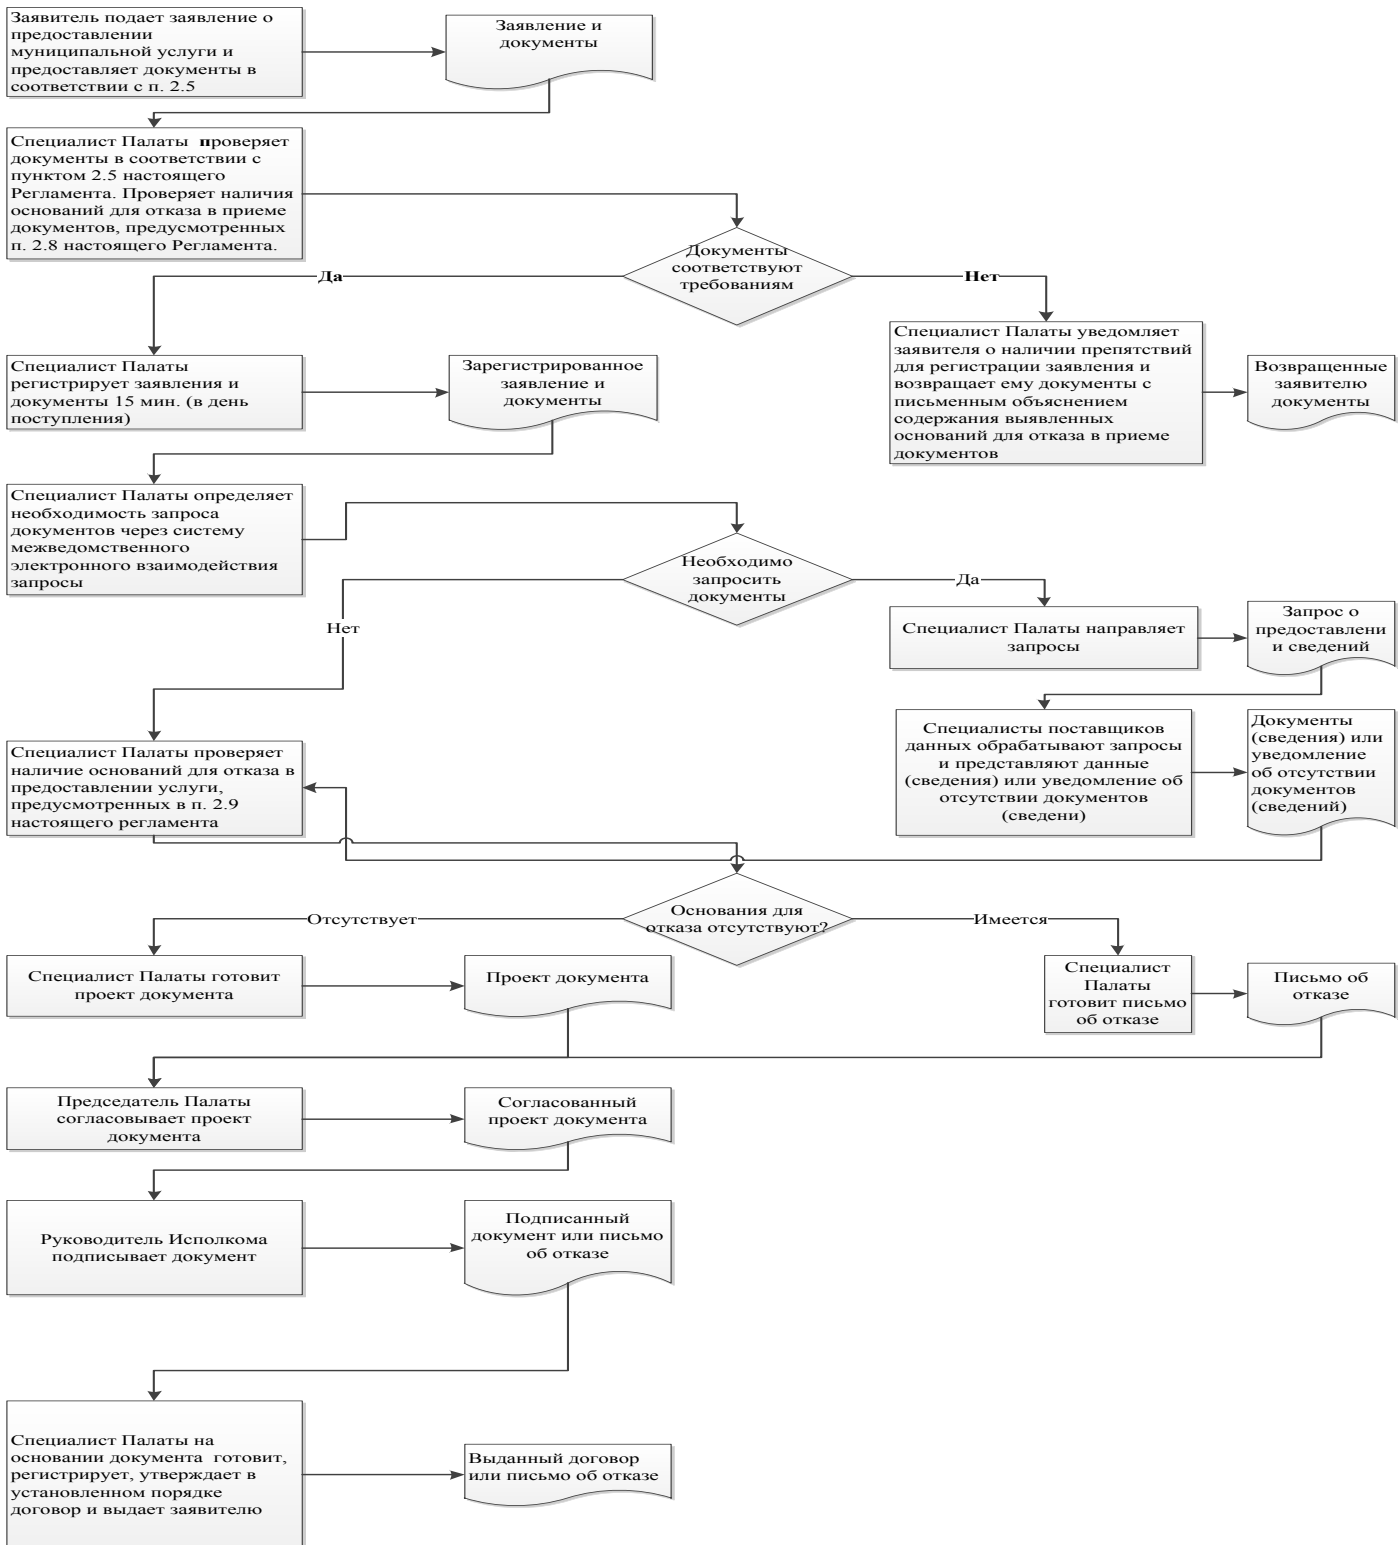 Заявитель подает заявление о
предоставлении
муниципальной услуги и
предоставляет документы в
соответствии с п. 2.5
Заявление и
документы
Специалист Палаты проверяет
документы в соответствии с
пунктом 2.5 настоящего
Регламента. Проверяет наличия
оснований для отказа в приеме
документов, предусмотренных
п. 2.8 настоящего Регламента.
Документы
соответствуют
требованиям
Да
Нет
Специалист Палаты
регистрирует заявления и
документы 15 мин. (в день
поступления)
Зарегистрированное
заявление и
документы
Специалист Палаты уведомляет
заявителя о наличии препятствий
для регистрации заявления и
возвращает ему документы с
письменным объяснением
содержания выявленных
оснований для отказа в приеме
документов
Возвращенные
заявителю
документы
Специалист Палаты определяет
необходимость запроса
документов через систему
межведомственного
электронного взаимодействия
запросы
Необходимо
запросить
документы
Да
Нет
Специалист Палаты направляет
запросы
Запрос о
предоставлени
и сведений
Специалисты поставщиков
данных обрабатывают запросы
и представляют данные
(сведения) или уведомление об
отсутствии документов
(сведени)
Документы
(сведения) или
уведомление
об отсутствии
документов
(сведений)
Специалист Палаты проверяет
наличие оснований для отказа в
предоставлении услуги,
предусмотренных в п. 2.9
настоящего регламента
Основания для
отказа отсутствуют?
Отсутствует
Имеется
Специалист Палаты готовит
проект документа
Проект документа
Специалист
Палаты
готовит письмо
об отказе
Письмо об
отказе
Председатель Палаты
согласовывает проект
документа
Согласованный
проект документа
Руководитель Исполкома
подписывает документ
Подписанный
документ или письмо
об отказе
Специалист Палаты на
основании документа готовит,
регистрирует, утверждает в
установленном порядке
договор и выдает заявителю
Выданный договор
или письмо об отказе